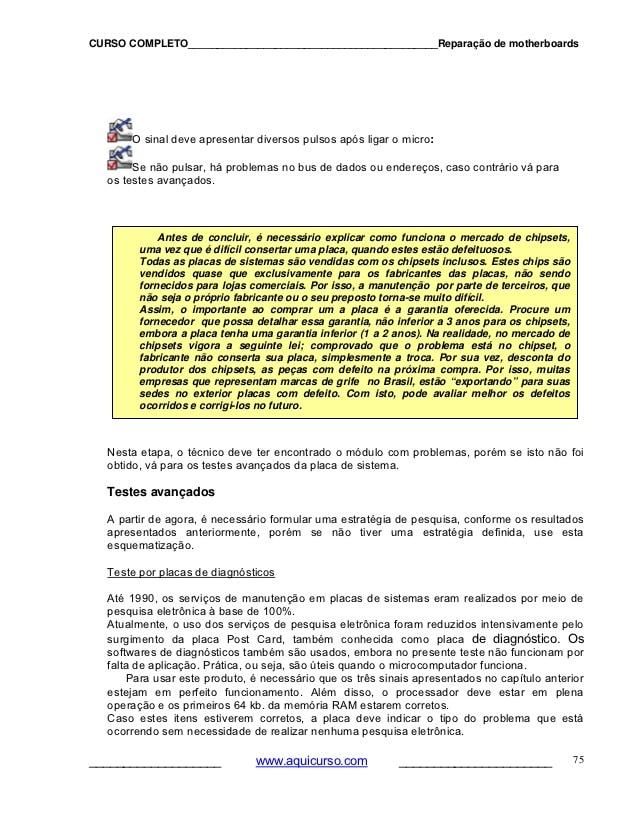 CURSO COMPLETO__________________________________________Reparação de motherboards
O sinal deve apresentar diversos pulsos após ligar o micro:
Se não pulsar, há problemas no bus de dados ou endereços, caso contrário vá para
os testes avançados.
Antes de concluir, é necessário explicar como funciona o mercado de chipsets,
uma vez que é difícil consertar uma placa, quando estes estão defeituosos.
Todas as placas de sistemas são vendidas com os chipsets inclusos. Estes chips são
vendidos quase que exclusivamente para os fabricantes das placas, não sendo
fornecidos para lojas comerciais. Por isso, a manutenção por parte de terceiros, que
não seja o próprio fabricante ou o seu preposto torna-se muito difícil.
Assim, o importante ao comprar um a placa é a garantia oferecida. Procure um
fornecedor que possa detalhar essa garantia, não inferior a 3 anos para os chipsets,
embora a placa tenha uma garantia inferior (1 a 2 anos). Na realidade, no mercado de
chipsets vigora a seguinte lei; comprovado que o problema está no chipset, o
fabricante não conserta sua placa, simplesmente a troca. Por sua vez, desconta do
produtor dos chipsets, as peças com defeito na próxima compra. Por isso, muitas
empresas que representam marcas de grife no Brasil, estão “exportando” para suas
sedes no exterior placas com defeito. Com isto, pode avaliar melhor os defeitos
ocorridos e corrigi-los no futuro.
Nesta etapa, o técnico deve ter encontrado o módulo com problemas, porém se isto não foi
obtido, vá para os testes avançados da placa de sistema.
Testes avançados
A partir de agora, é necessário formular uma estratégia de pesquisa, conforme os resultados
apresentados anteriormente, porém se não tiver uma estratégia definida, use esta
esquematização.
Teste por placas de diagnósticos
Até 1990, os serviços de manutenção em placas de sistemas eram realizados por meio de
pesquisa eletrônica à base de 100%.
Atualmente, o uso dos serviços de pesquisa eletrônica foram reduzidos intensivamente pelo
surgimento da placa Post Card, também conhecida como placa de diagnóstico. Os
softwares de diagnósticos também são usados, embora no presente teste não funcionam por
falta de aplicação. Prática, ou seja, são úteis quando o microcomputador funciona.
Para usar este produto, é necessário que os três sinais apresentados no capítulo anterior
estejam em perfeito funcionamento. Além disso, o processador deve estar em plena
operação e os primeiros 64 kb. da memória RAM estarem corretos.
Caso estes itens estiverem corretos, a placa deve indicar o tipo do problema que está
ocorrendo sem necessidade de realizar nenhuma pesquisa eletrônica.
___________________ www.aquicurso.com ______________________ 75